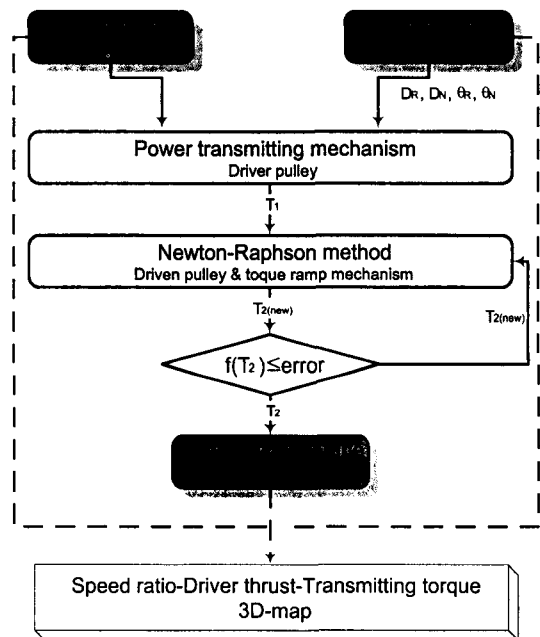 DR, DN, θR, θN
Power transmitting mechanism
Driver pulley
T1
Newton-Raphson method
Driven pulley & toque ramp mechanism
T2(new)
T2(new)
f(T2)≤error
T2
Speed ratio-Driver thrust-Transmitting torque
3D-map